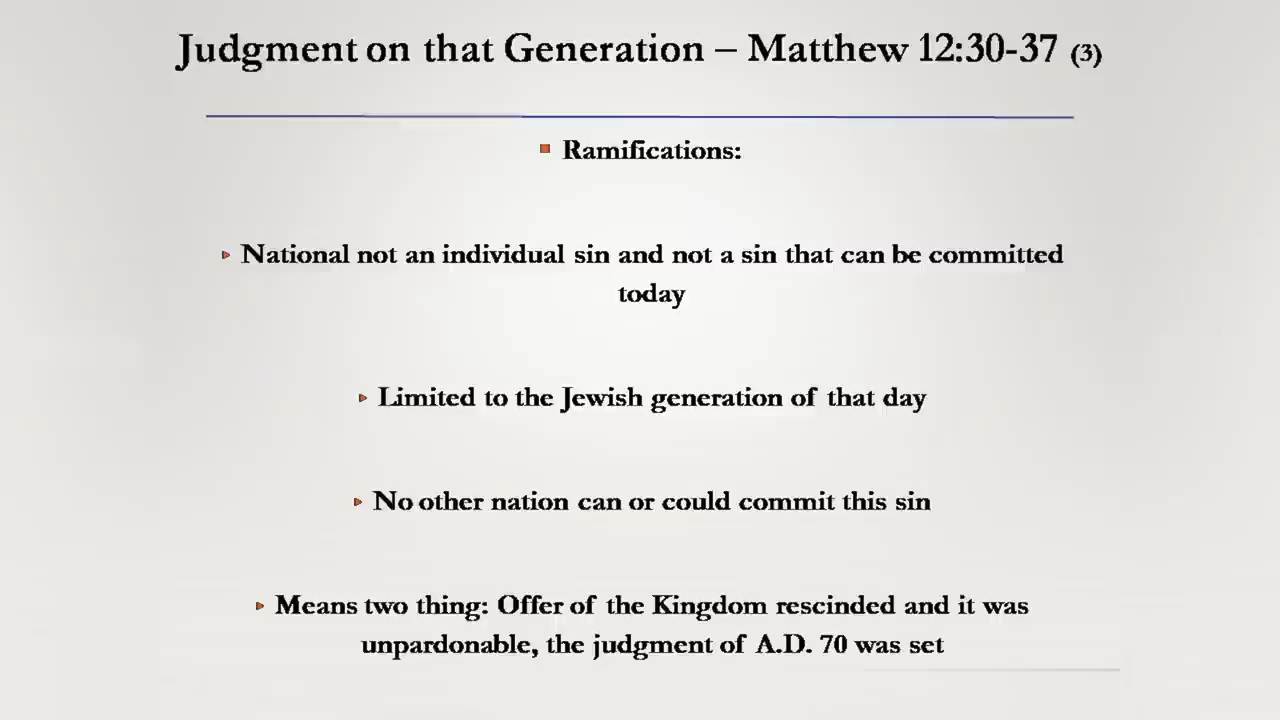 Judgment on that Generation – Matthew 12:30-37 (3)
Ramifications:
National not an individual sin and not a sin that can be committed
today
Limited to the Jewish generation of that day
No other nation can or could commit this sin
Means two thing: Offer of the Kingdom rescinded and it was
unpardonable, the judgment of A.D. 70 was set